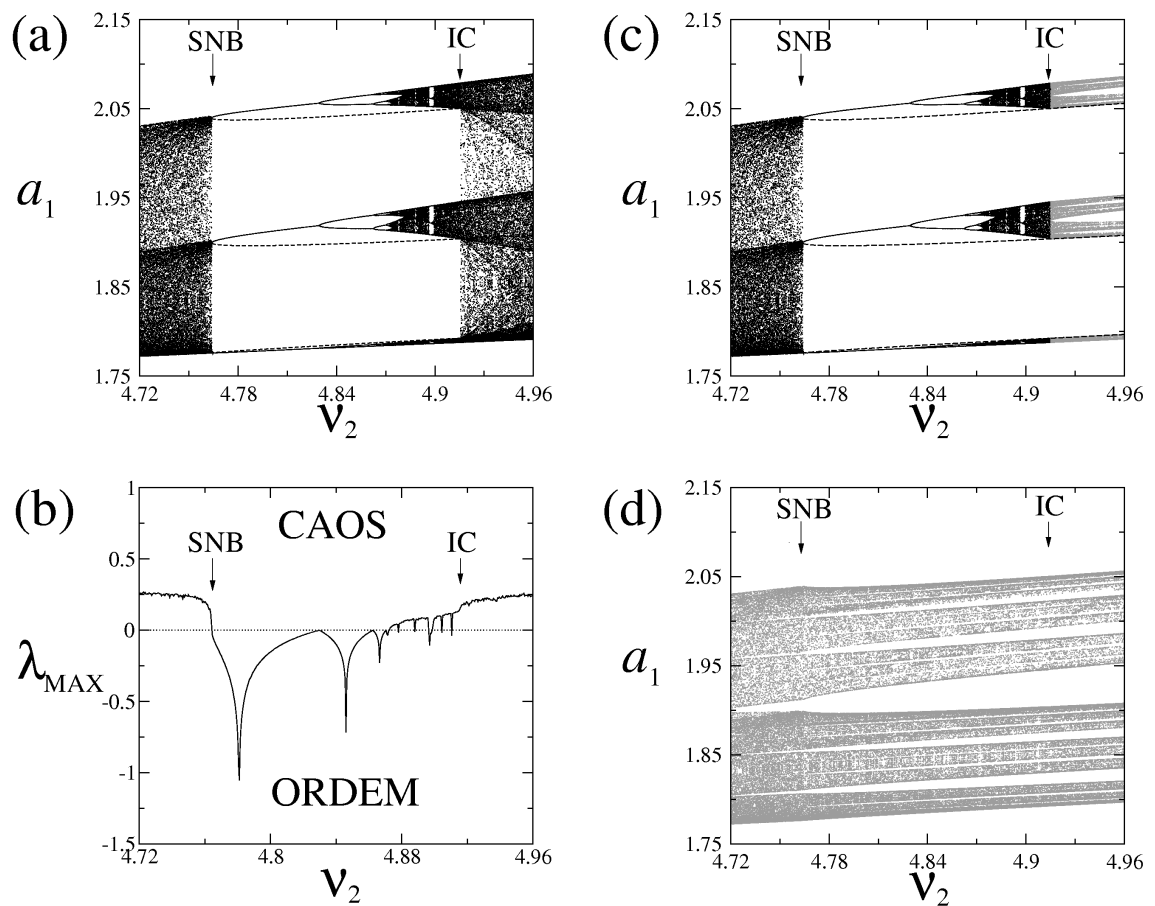 (a)
2.15
2.05
1.95
1.85
1.75
a1
SNB
IC
4.72
4.78
4.84
4.9
4.96
ν2
(c)
2.15
2.05
1.95
1.85
1.75
a1
SNB
IC
4.72
4.78
4.84
4.9
4.96
ν2
(b)
1
0.5
0
-0.5
-1
-1.5
λMAX
CAOS
SNB
IC
ORDEM
4.72
4.8
4.88
4.96
ν2
(d)
2.15
2.05
1.95
1.85
1.75
a1
SNB
IC
4.72
4.78
4.84
4.9
4.96
ν2